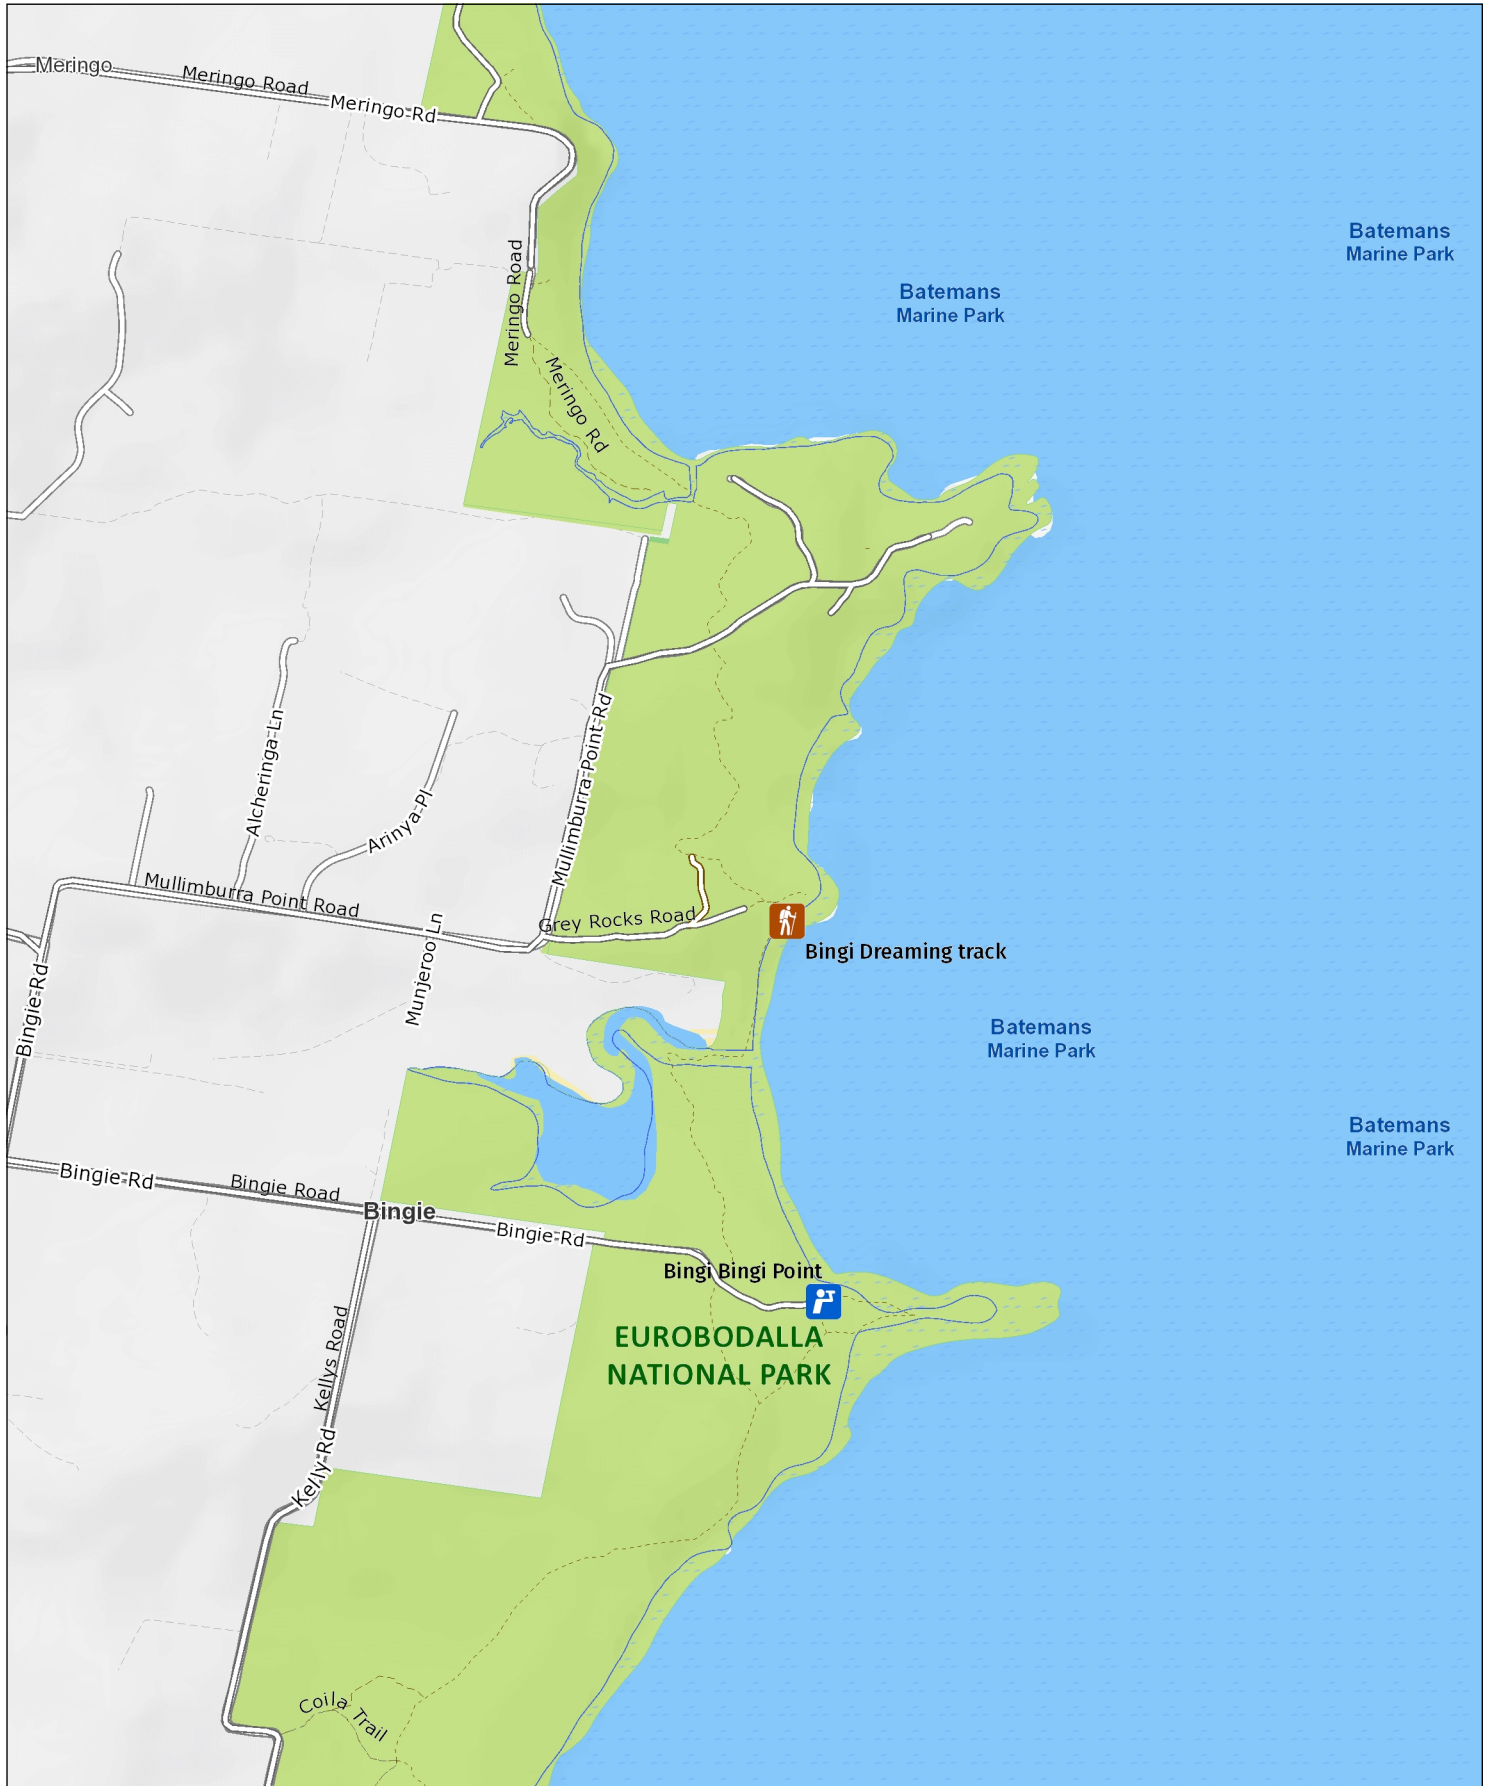 Meringo
Meringo Road
Meringo Rd
Batemans
Marine Park
Meringo Road
Batemans
Marine Park
Meringo Rd
Mullimburra Point Rd
Alcheringa Ln
Arinya Pl
Mullimburra Point Road
Grey Rocks Road
Munjeroo Ln
Bingi Dreaming track
Bingie Rd
Batemans
Marine Park
Batemans
Marine Park
Bingie Rd
Bingie Road
Bingie
Bingie Rd
Bingi Bingi Point
EUROBODALLA
NATIONAL PARK
Kellys Road
Kelly Rd
Coila Trail